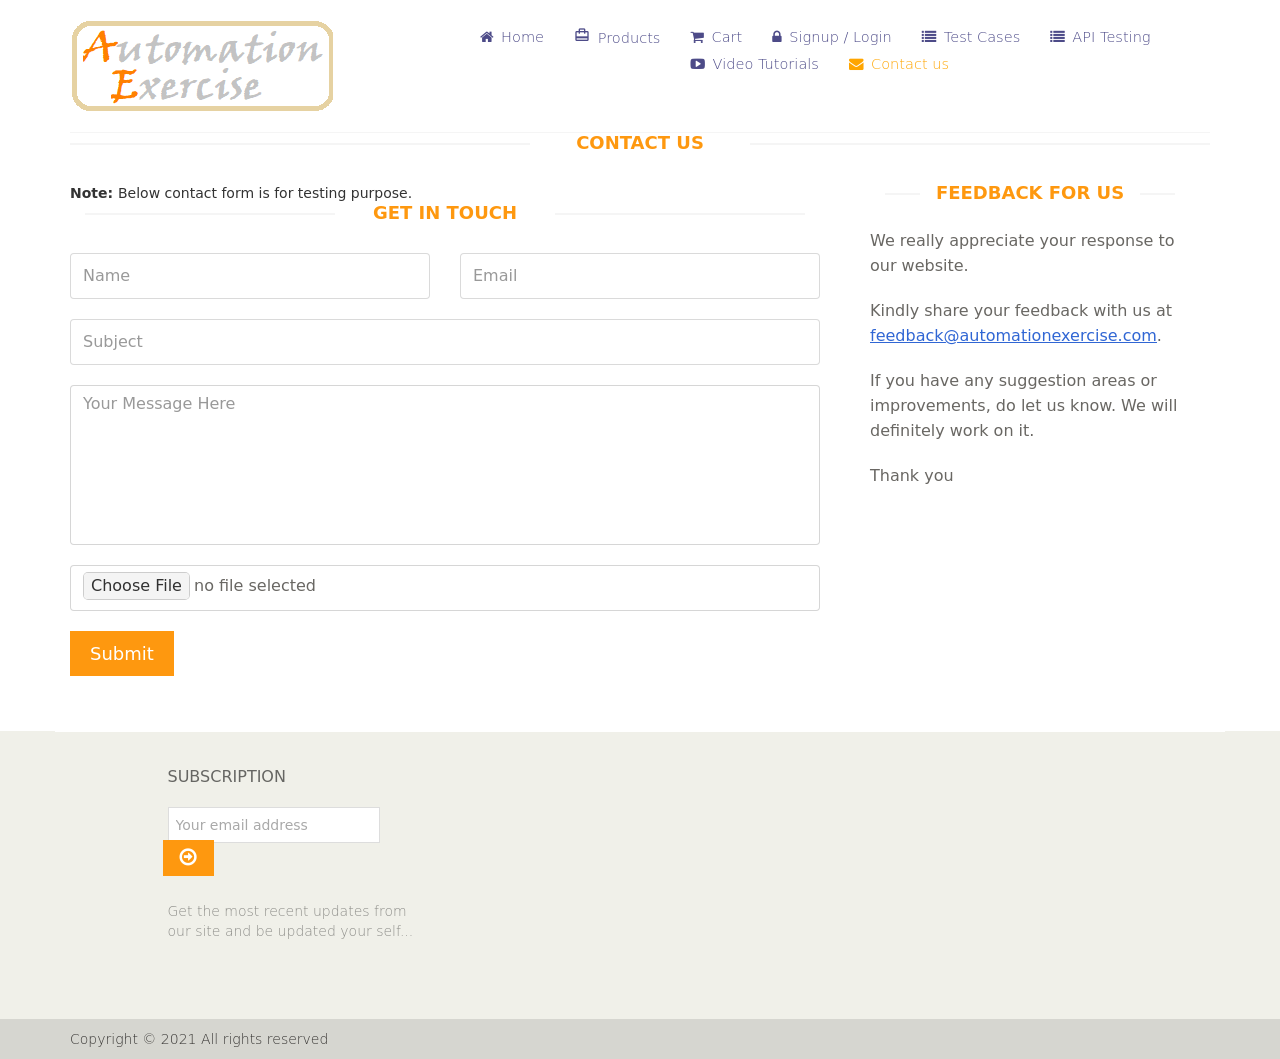 Automation
Exercise
Home
Products
Cart
Signup / Login
Test Cases
API Testing
Video Tutorials
Contact us
CONTACT US
Note: Below contact form is for testing purpose.
GET IN TOUCH
Name
Email
Subject
Your Message Here
Choose File no file selected
Submit
FEEDBACK FOR US
We really appreciate your response to
our website.
Kindly share your feedback with us at
feedback@automationexercise.com.
If you have any suggestion areas or
improvements, do let us know. We will
definitely work on it.
Thank you
SUBSCRIPTION
Your email address
Get the most recent updates from
our site and be updated your self...
Copyright © 2021 All rights reserved